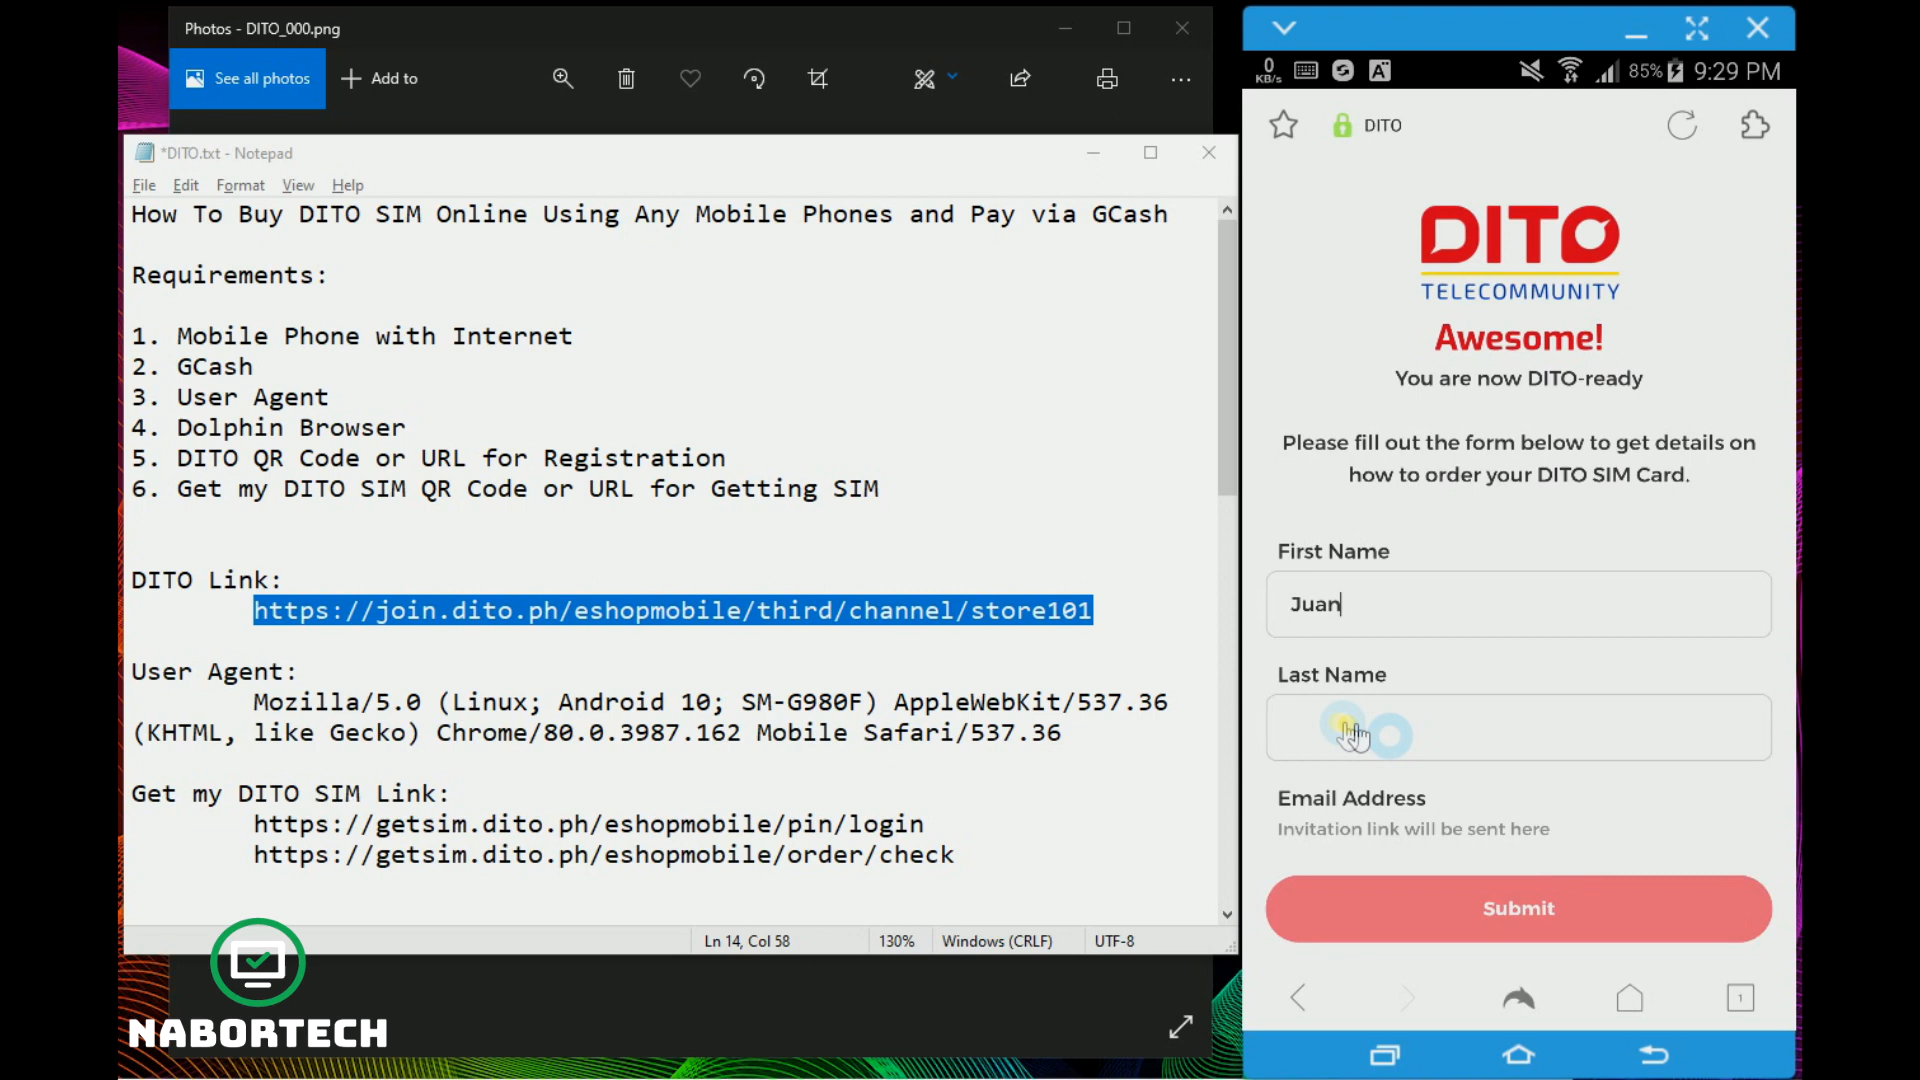 Photos - DITO_000.png
See all photos
Add to
*DITO.txt - Notepad
File Edit Format View Help
How To Buy DITO SIM Online Using Any Mobile Phones and Pay via GCash
Requirements:
1. Mobile Phone with Internet
2. GCash
3. User Agent
4. Dolphin Browser
5. DITO QR Code or URL for Registration
6. Get my DITO SIM QR Code or URL for Getting SIM
DITO Link:
https://join.dito.ph/eshopmobile/third/channel/store101
User Agent:
Mozilla/5.0 (Linux; Android 10; SM-G980F) AppleWebKit/537.36
(KHTML, like Gecko) Chrome/80.0.3987.162 Mobile Safari/537.36
Get my DITO SIM Link:
https://getsim.dito.ph/eshopmobile/pin/login
https://getsim.dito.ph/eshopmobile/order/check
Ln 14, Col 58
130%
Windows (CRLF)
UTF-8
NABORTECH
0
KB/s
A
85%
9:29 PM
DITO
DITO
TELECOMMUNITY
Awesome!
You are now DITO-ready
Please fill out the form below to get details on
how to order your DITO SIM Card.
First Name
Juan
Last Name
Email Address
Invitation link will be sent here
Submit
1